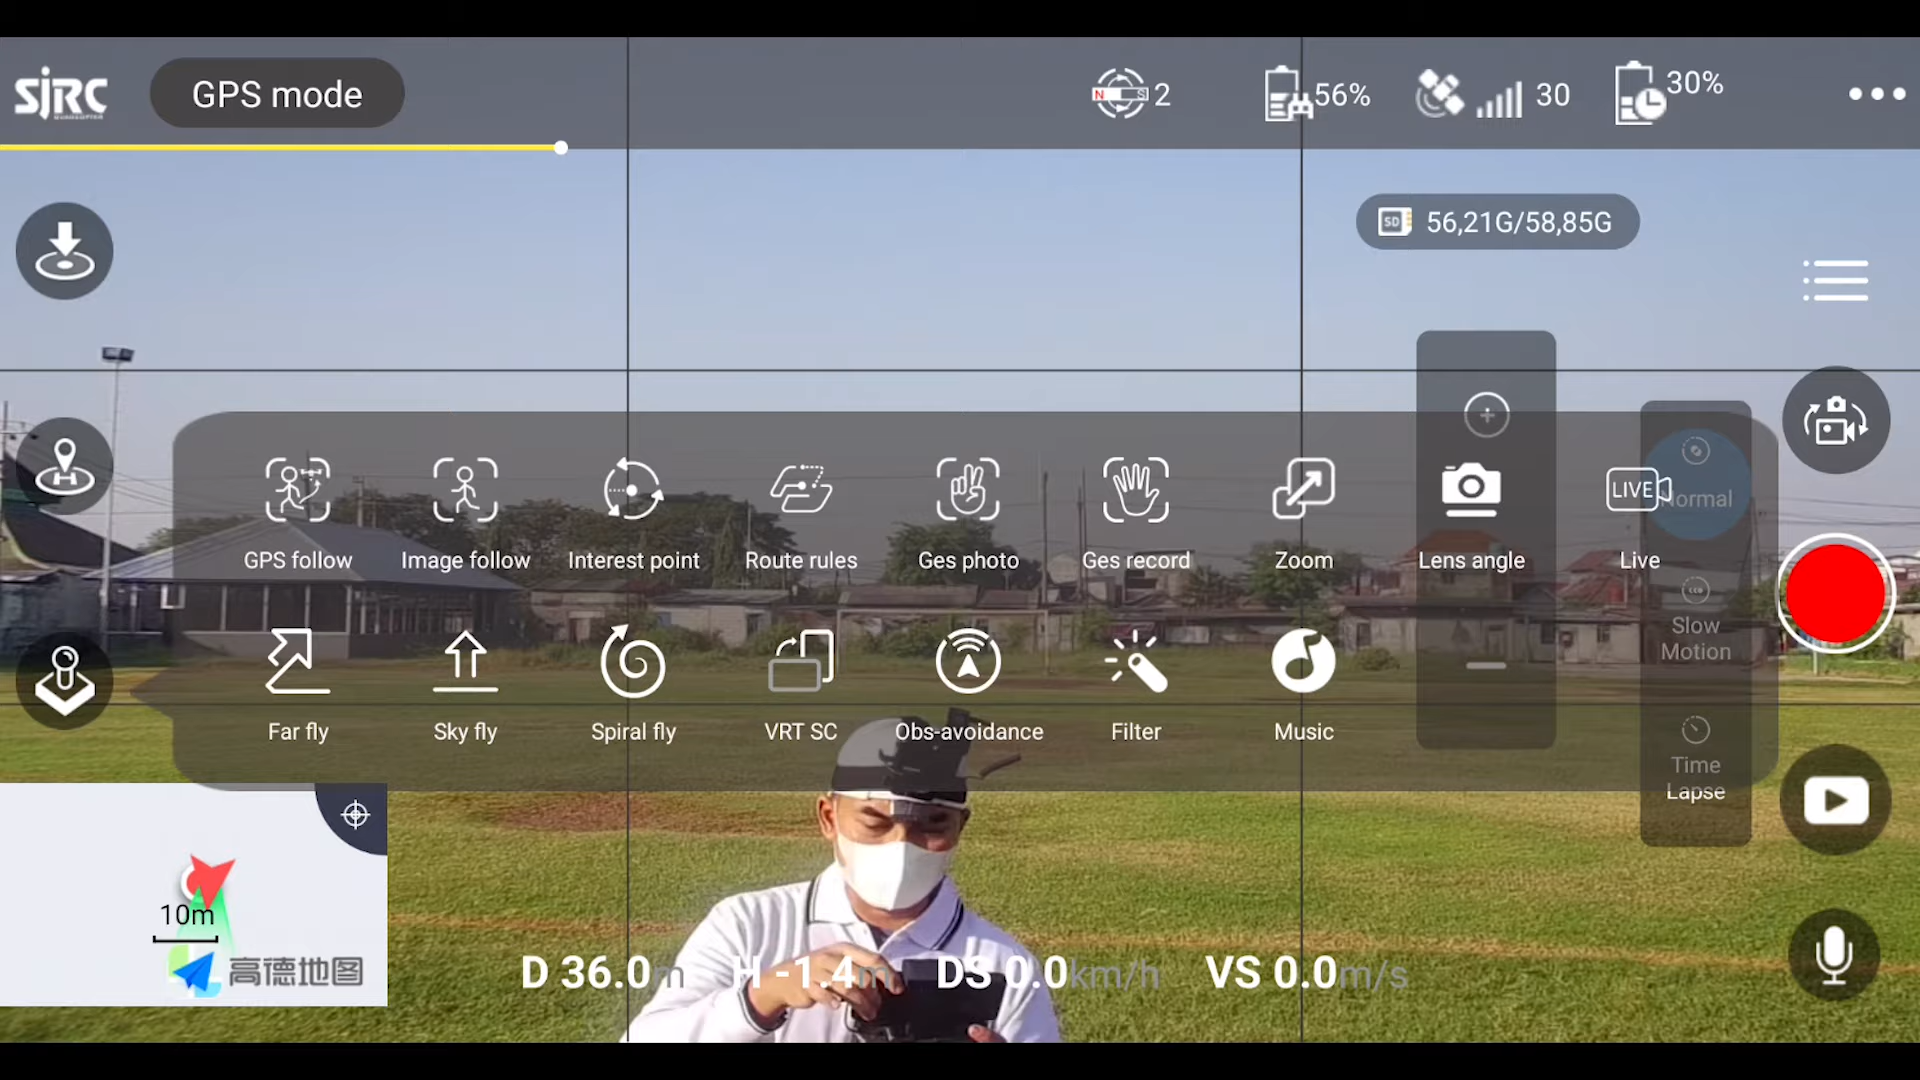 SJRC
GPS mode
N S 2
56%
30
30%
SD 56,21G/58,85G
GPS follow
Image follow
Interest point
Route rules
Ges photo
Ges record
Zoom
Lens angle
LIVE
Live
Normal
Slow
Motion
Time
Lapse
Far fly
Sky fly
Spiral fly
VRT SC
Obs-avoidance
Filter
Music
10m
高德地图
D 36.0m H -1.4m DS 0.0km/h VS 0.0m/s